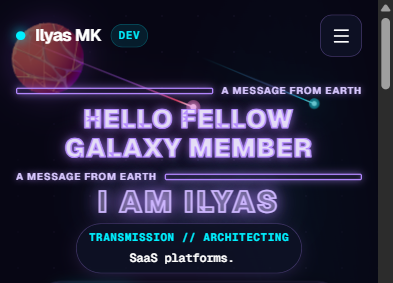 Ilyas MK DEV
A MESSAGE FROM EARTH
HELLO FELLOW
GALAXY MEMBER
A MESSAGE FROM EARTH
I AM ILYAS
TRANSMISSION // ARCHITECTING
SaaS platforms.